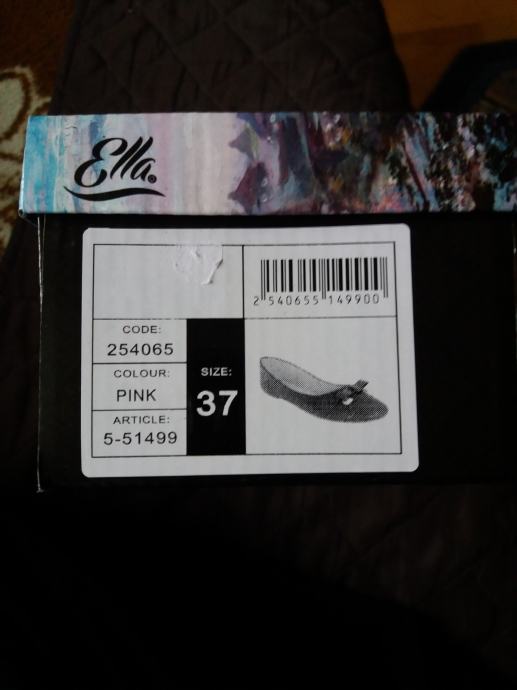 Ella
2 540655 149900
CODE:
254065
COLOUR:
PINK
ARTICLE:
5-51499
SIZE:
37